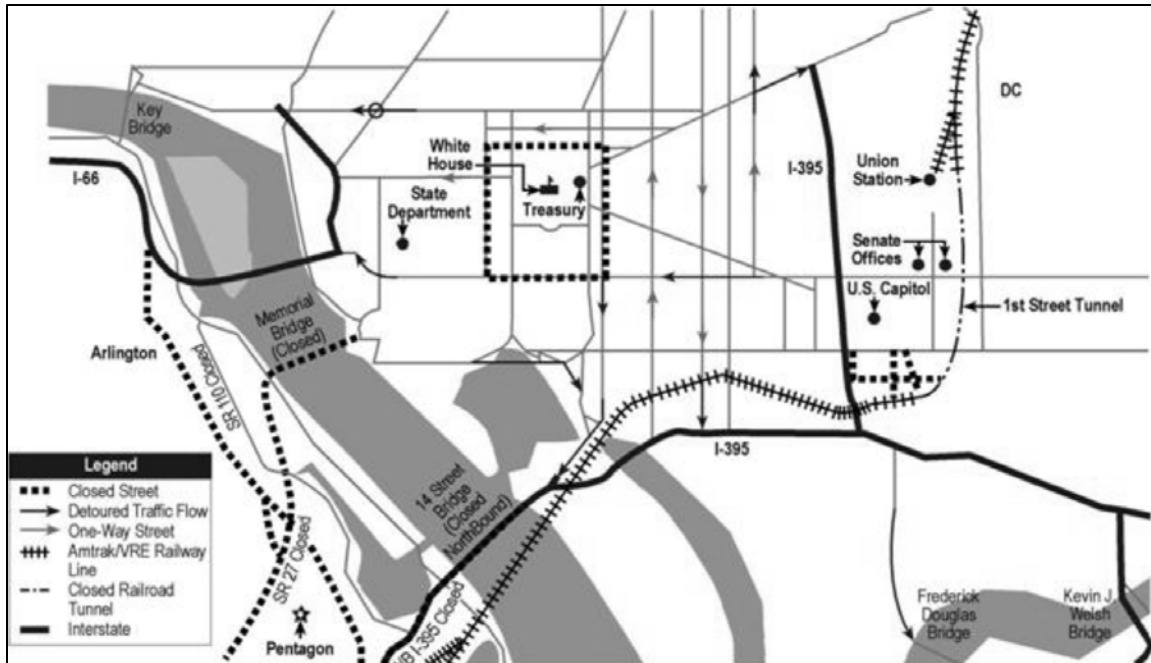 Key
Bridge
DC
White
House
I-66
I-395
Union
Station
State
Department
Treasury
Senate
Offices
U.S. Capitol
1st Street Tunnel
Memorial
Bridge
(Closed)
Arlington
SR 110 Closed
I-395
14 Street
Bridge
(Closed
NorthBound)
SR 27 Closed
NB I-395 Closed
Pentagon
Frederick
Douglas
Bridge
Kevin J.
Welsh
Bridge
Legend
Closed Street
Detoured Traffic Flow
One-Way Street
Amtrak/VRE Railway
Line
Closed Railroad
Tunnel
Interstate